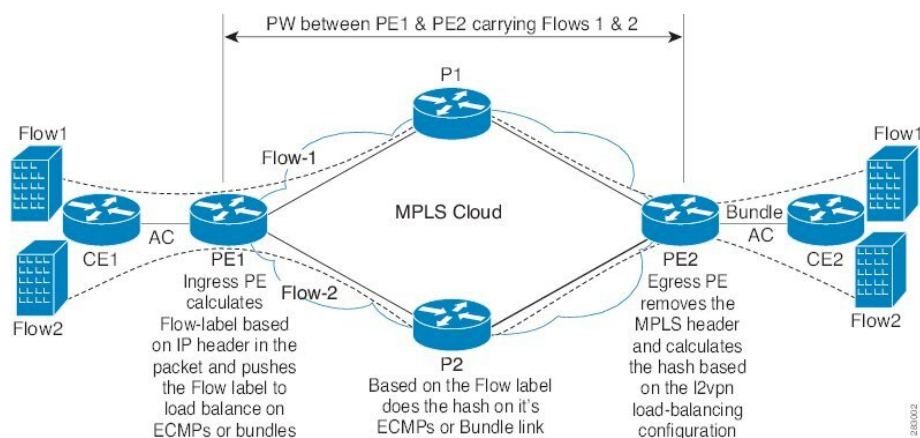 PW between PE1 & PE2 carrying Flows 1 & 2
P1
Flow1
Flow-1
Flow1
MPLS Cloud
Bundle
AC
AC
CE1
PE1
PE2
CE2
Flow2
Flow-2
Flow2
Ingress PE
calculates
Flow-label based
on IP header in the
packet and pushes
the Flow label to
load balance on
ECMPs or bundles
P2
Based on the Flow label
does the hash on it's
ECMPs or Bundle link
Egress PE
removes the
MPLS header
and calculates
the hash based
on the l2vpn
load-balancing
configuration